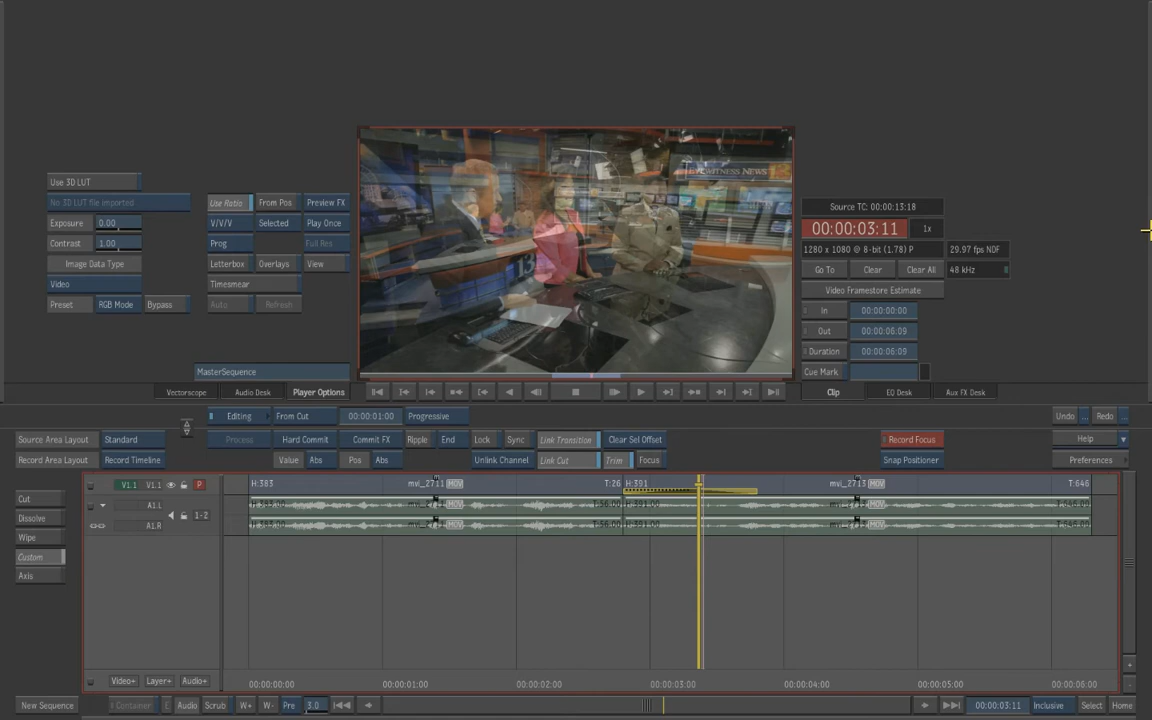 EYEWITNESS NEWS
13
Use 3D LUT
No 3D LUT file imported
Exposure 0.00
Contrast 1.00
Image Data Type
Video
Preset RGB Mode Bypass
Use Ratio From Pos Preview FX
V/V/V Selected Play Once
Prog Full Res
Letterbox Overlays View
Timesmear
Auto Refresh
MasterSequence
Source TC: 00:00:13:18
00:00:03:11 1x
1280 x 1080 @ 8-bit (1.78) P 29.97 fps NDF
Go To Clear Clear All 48 kHz
Video Framestore Estimate
In 00:00:00:00
Out 00:00:06:09
Duration 00:00:06:09
Cue Mark
Vectorscope Audio Desk Player Options Clip EQ Desk Aux FX Desk
Editing From Cut 00:00:01:00 Progressive Undo ... Redo ...
Source Area Layout Standard Process Hard Commit Commit FX Ripple End Lock Sync Link Transition Clear Sel Offset Record Focus Help
Record Area Layout Record Timeline Value Abs Pos Abs Unlink Channel Link Cut Trim Focus Snap Positioner Preferences
V1.1 V1.1 P H:383 mvi_2711 MOV T:26 H:391 mvi_2713 MOV T:646
Cut
Dissolve
Wipe
Custom
Axis
A1.L
1-2
A1.R
Video+ Layer+ Audio+ 00:00:00:00 00:00:01:00 00:00:02:00 00:00:03:00 00:00:04:00 00:00:05:00 00:00:06:00
New Sequence Container E Audio Scrub W+ W- Pre 3.0 00:00:03:11 Inclusive Select Home